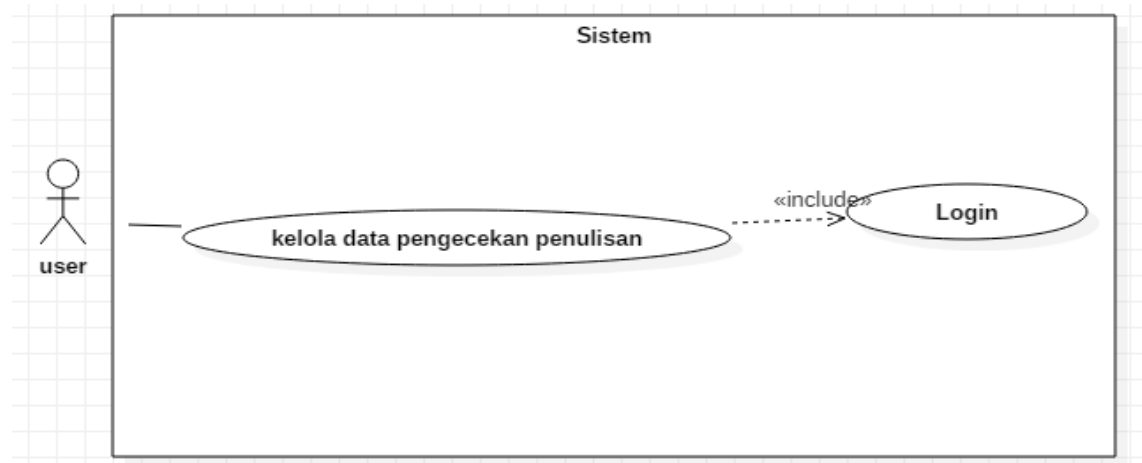 Sistem
«include»
Login
kelola data pengecekan penulisan
user